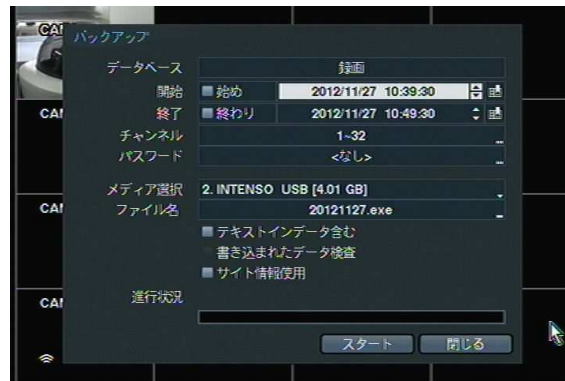 CAM
バックアップ
データベース 録画
開始 始め 2012/11/27 10:39:30
CAM
終了 終わり 2012/11/27 10:49:30
チャンネル 1~32
パスワード <なし>
メディア選択 2. INTENSO USB [4.01 GB]
CAM
ファイル名 20121127.exe
テキストインデータ含む
書き込まれたデータ検査
サイト情報使用
進行状況
CAM
スタート 閉じる